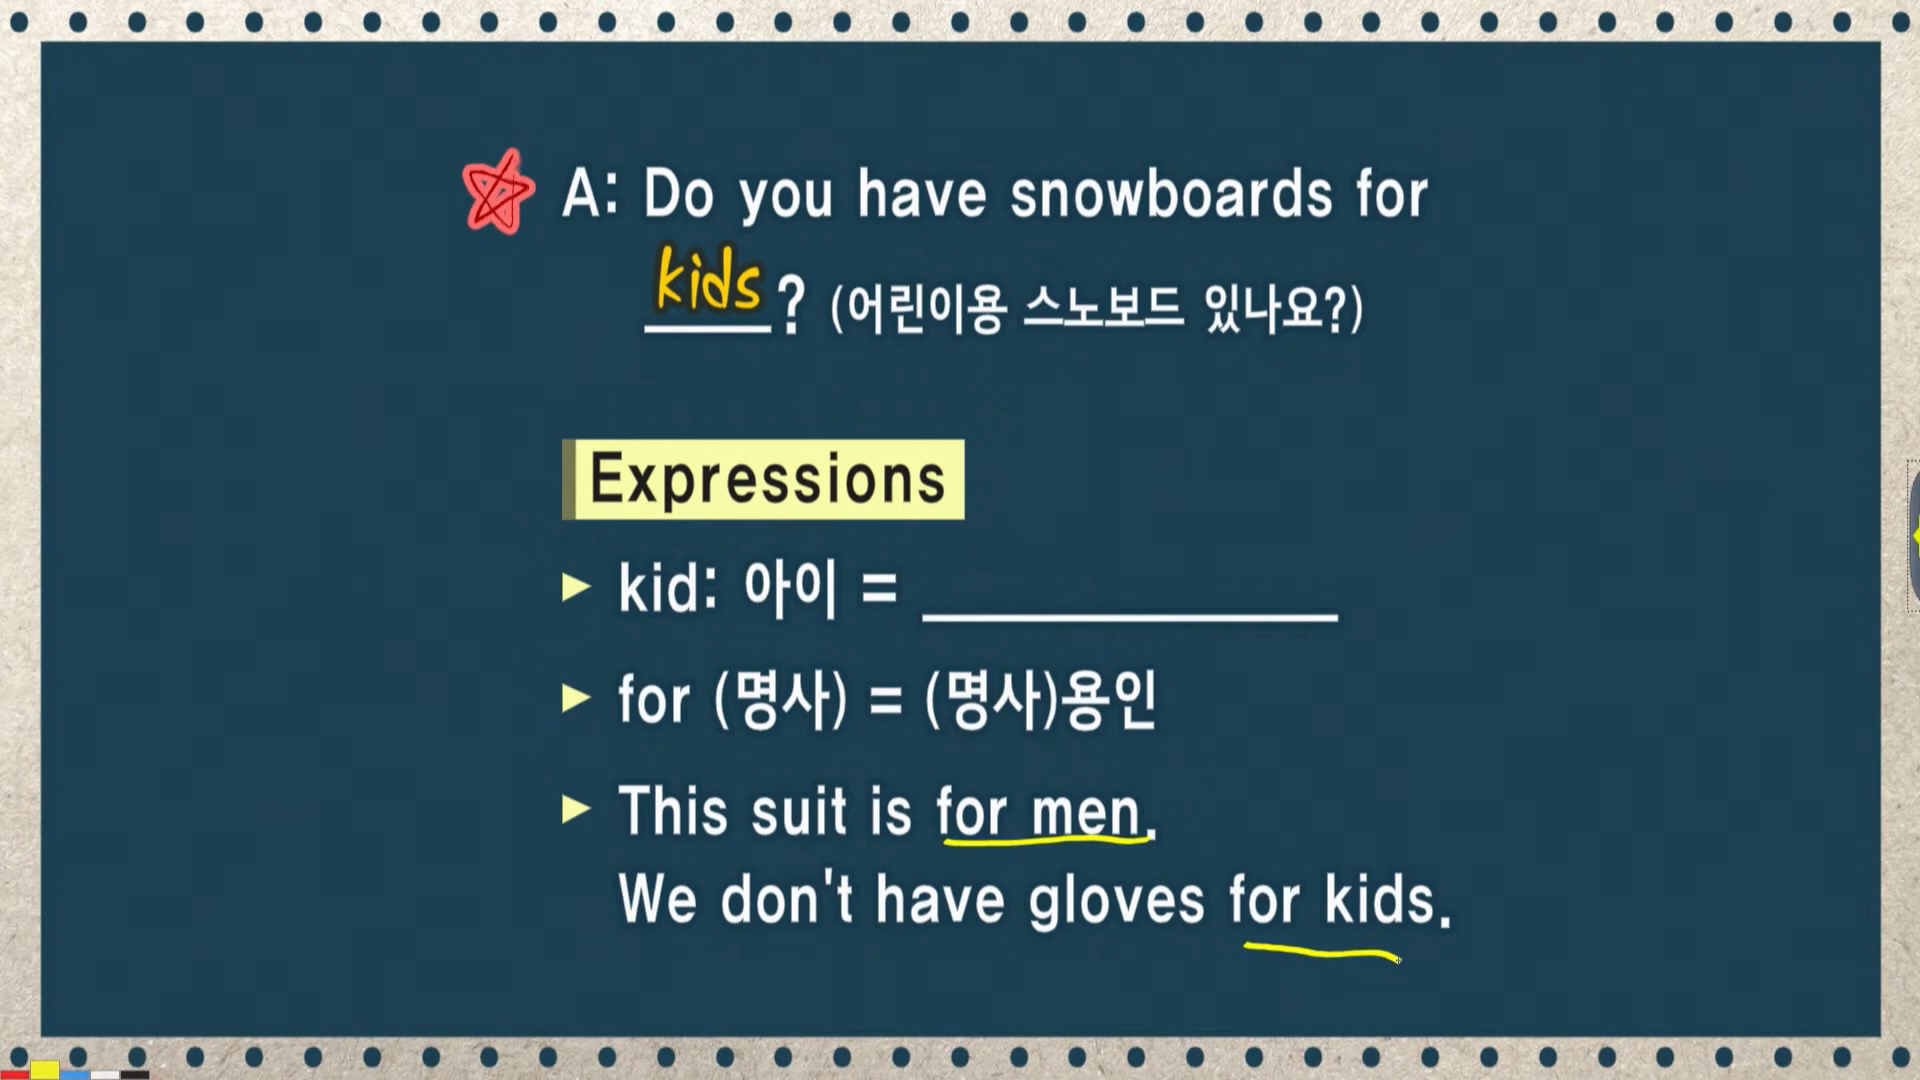 A: Do you have snowboards for
kids? (어린이용 스노보드 있나요?)
Expressions
▶ kid: 아이 = ____________
▶ for (명사) = (명사)용인
▶ This suit is for men.
We don't have gloves for kids.